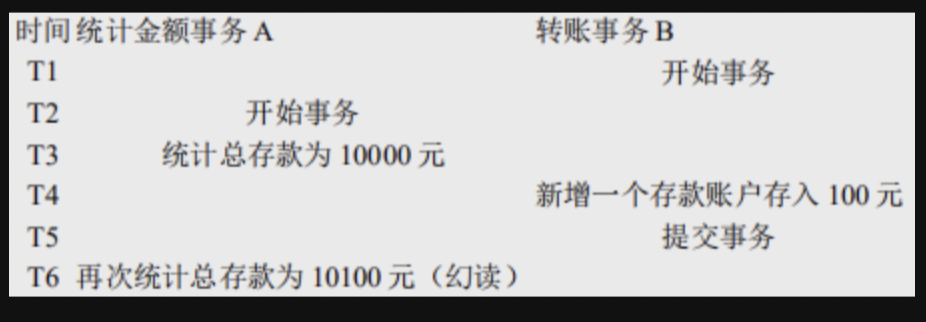 时间 统计金额事务 A 转账事务 B
T1 开始事务
T2 开始事务
T3 统计总存款为 10000 元
T4 新增一个存款账户存入 100 元
T5 提交事务
T6 再次统计总存款为 10100 元（幻读）